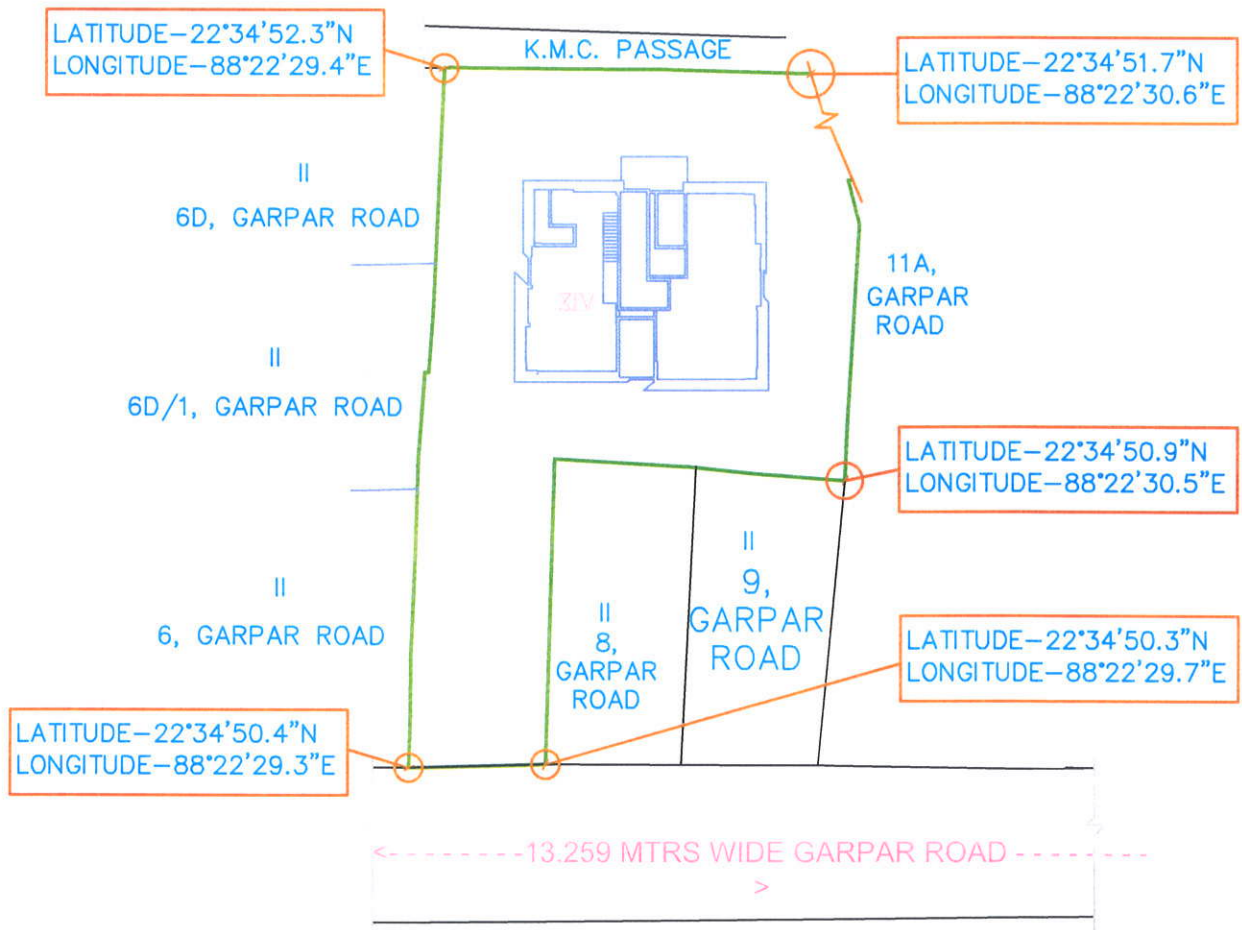 LATITUDE-22°34'52.3"N
LONGITUDE-88°22'29.4"E
K.M.C. PASSAGE
LATITUDE-22°34'51.7"N
LONGITUDE-88°22'30.6"E
II
6D, GARPAR ROAD
XIV
11A,
GARPAR
ROAD
II
6D/1, GARPAR ROAD
LATITUDE-22°34'50.9"N
LONGITUDE-88°22'30.5"E
II
6, GARPAR ROAD
II
8,
GARPAR
ROAD
II
9,
GARPAR
ROAD
LATITUDE-22°34'50.3"N
LONGITUDE-88°22'29.7"E
LATITUDE-22°34'50.4"N
LONGITUDE-88°22'29.3"E
<--------13.259 MTRS WIDE GARPAR ROAD --------
>